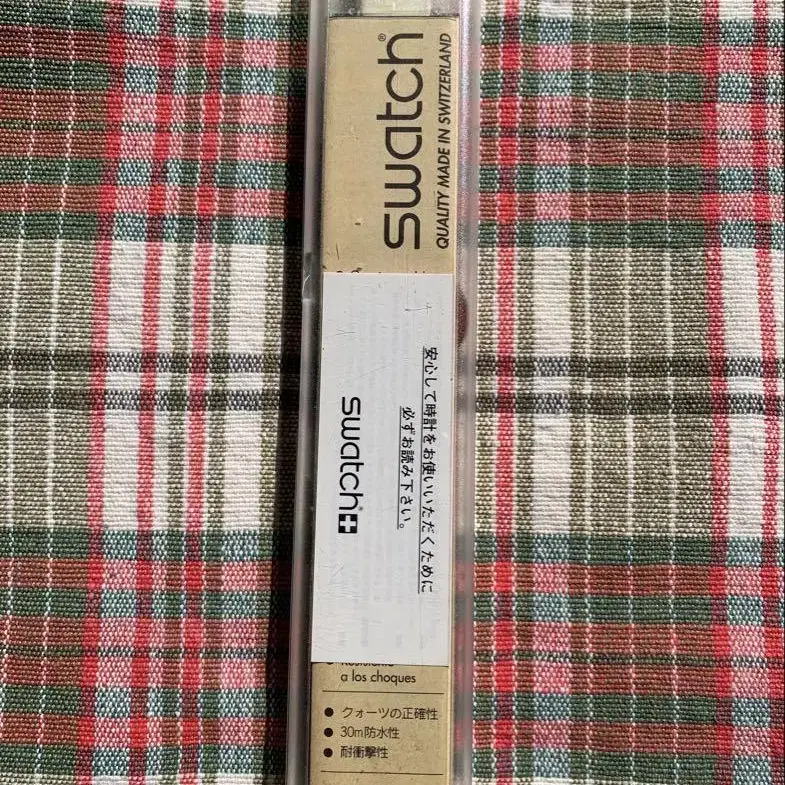 swatch®
QUALITY MADE IN SWITZERLAND
安心して時計をお使いいただくために
必ずお読み下さい。
swatch
a los choques
● クォーツの正確性
● 30m防水性
● 耐衝撃性